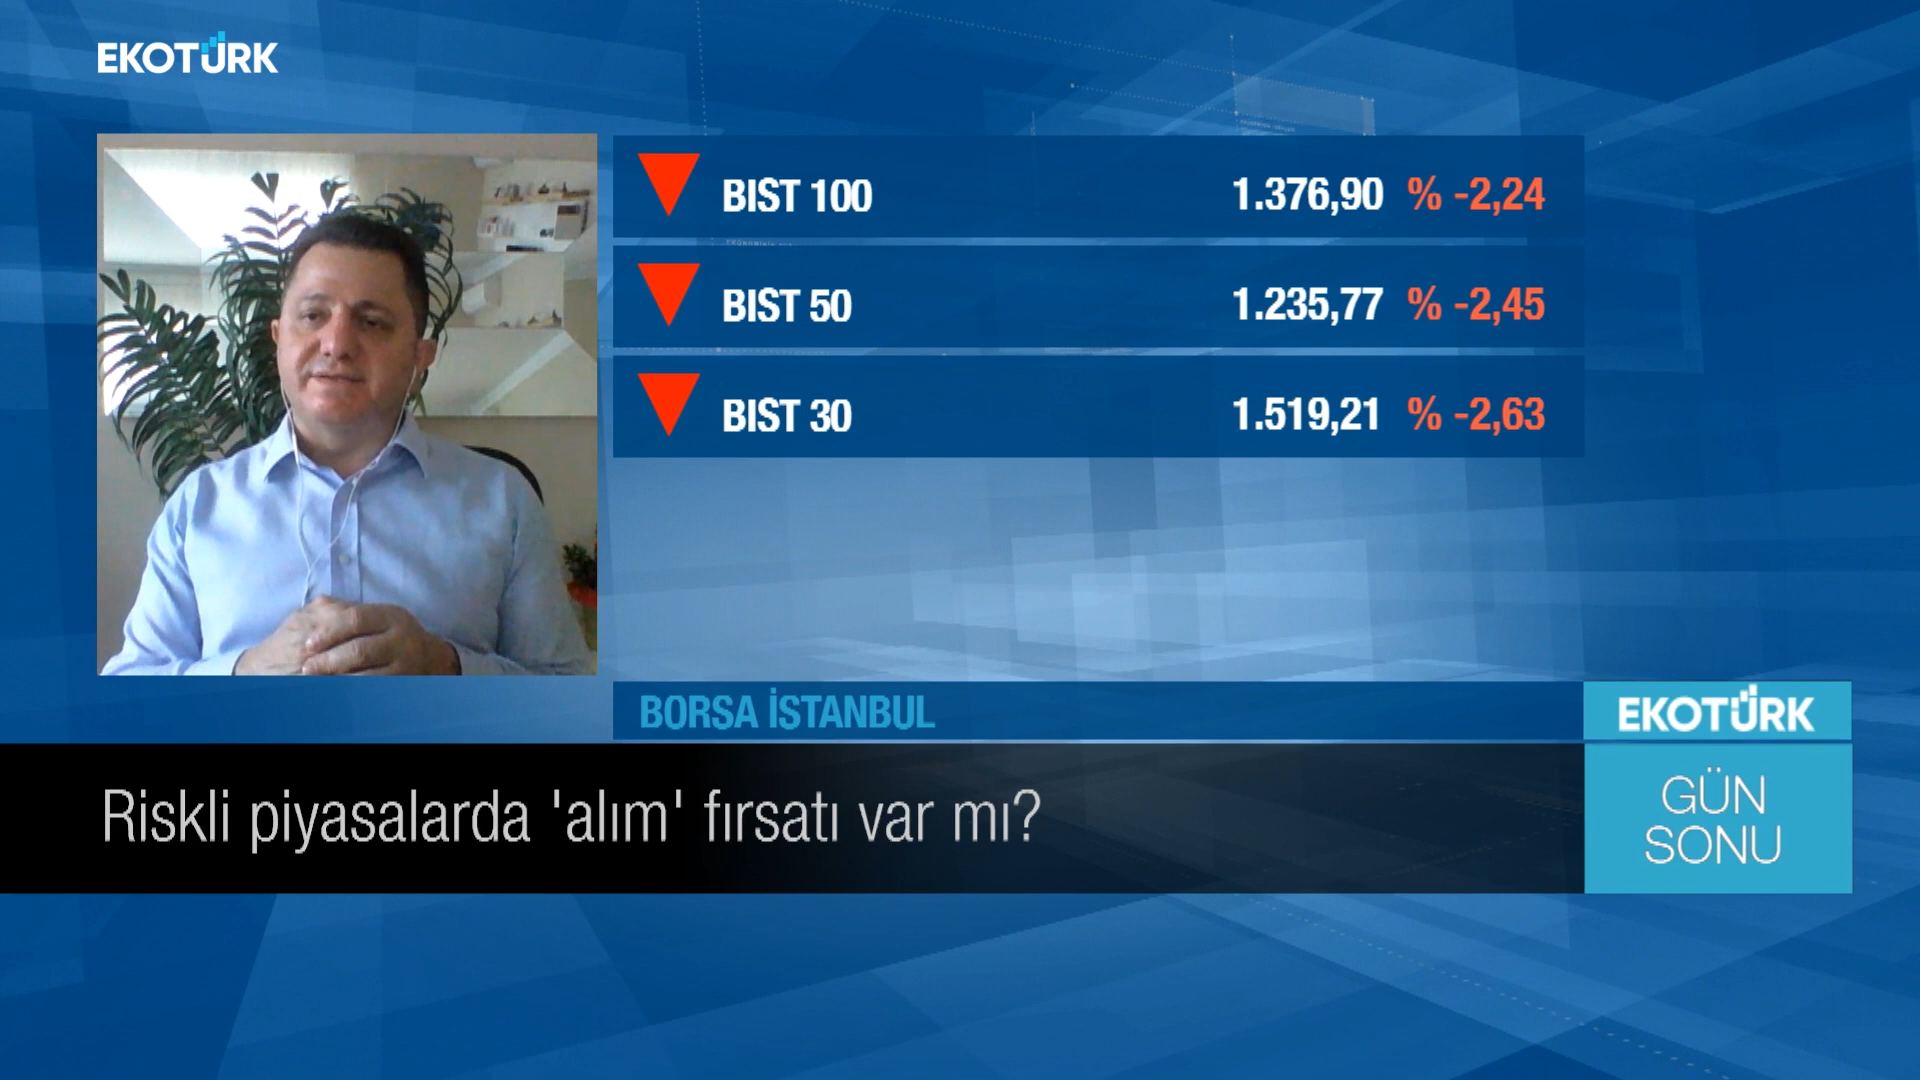 EKOTÜRK
BIST 100 1.376,90 % -2,24
BIST 50 1.235,77 % -2,45
BIST 30 1.519,21 % -2,63
BORSA İSTANBUL
EKOTÜRK
Riskli piyasalarda 'alım' fırsatı var mı?
GÜN
SONU